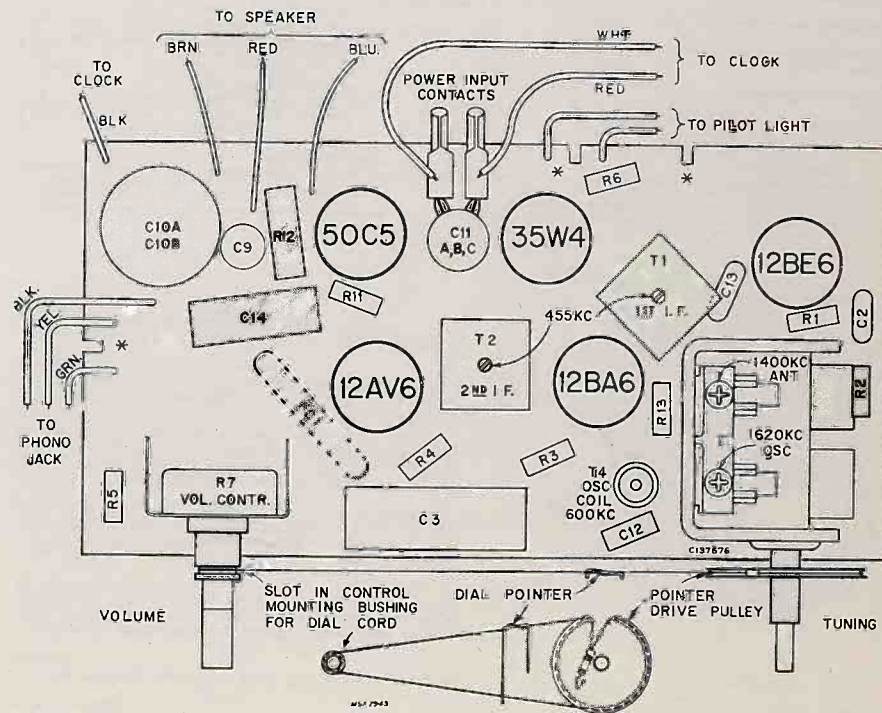 TO SPEAKER
BRN.
RED
BLU.
TO
CLOCK
BLK
POWER INPUT
CONTACTS
WHT
RED
TO CLOCK
TO PILOT LIGHT
*
*
R6
C10A
C10B
C9
R12
50C5
C11
A,B,C
35W4
T1
1ST I.F.
C13
12BE6
R11
C14
R1
C2
BLK.
YEL
GRN.
*
TO
PHONO
JACK
455KC
T2
2ND I.F.
12AV6
12BA6
R13
1400KC
ANT
R2
1620KC
OSC
R4
R3
R5
R7
VOL. CONTR.
C3
T14
OSC
COIL
600KC
C12
C137676
VOLUME
SLOT IN CONTROL
MOUNTING BUSHING
FOR DIAL CORD
DIAL POINTER
POINTER
DRIVE PULLEY
TUNING